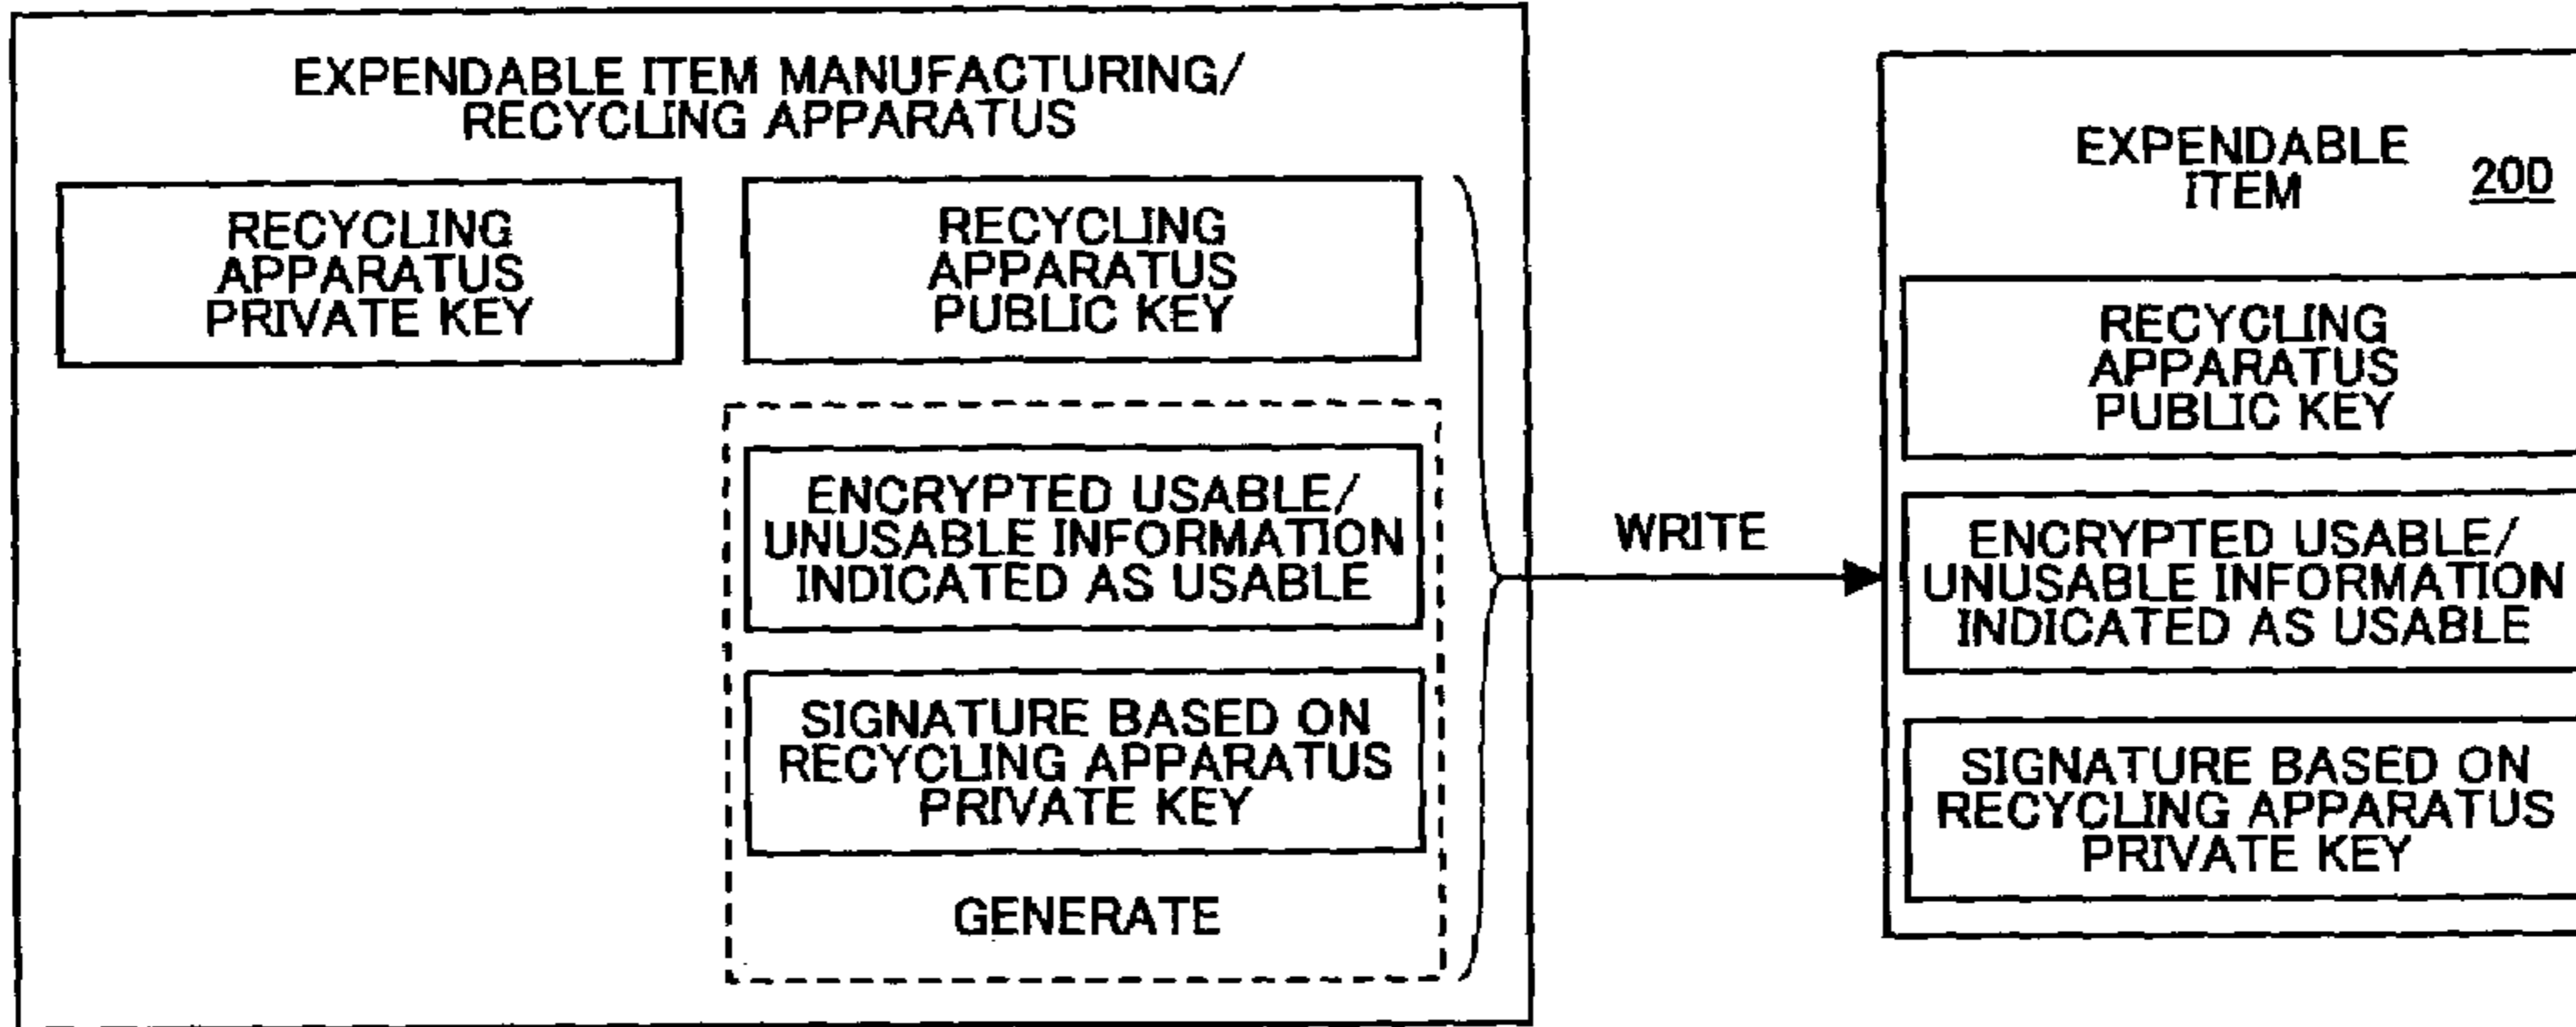 EXPENDABLE ITEM MANUFACTURING/
RECYCLING APPARATUS
RECYCLING
APPARATUS
PRIVATE KEY
RECYCLING
APPARATUS
PUBLIC KEY
ENCRYPTED USABLE/
UNUSABLE INFORMATION
INDICATED AS USABLE
SIGNATURE BASED ON
RECYCLING APPARATUS
PRIVATE KEY
GENERATE
WRITE
EXPENDABLE
ITEM
200
RECYCLING
APPARATUS
PUBLIC KEY
ENCRYPTED USABLE/
UNUSABLE INFORMATION
INDICATED AS USABLE
SIGNATURE BASED ON
RECYCLING APPARATUS
PRIVATE KEY